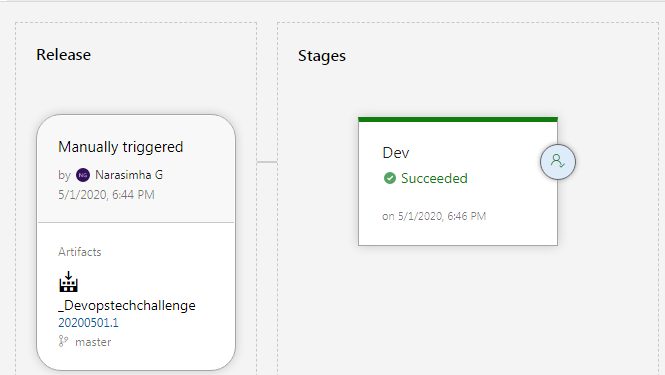 Release
Manually triggered
by NG Narasimha G
5/1/2020, 6:44 PM
Artifacts
_Devopstechchallenge
20200501.1
master
Stages
Dev
Succeeded
on 5/1/2020, 6:46 PM